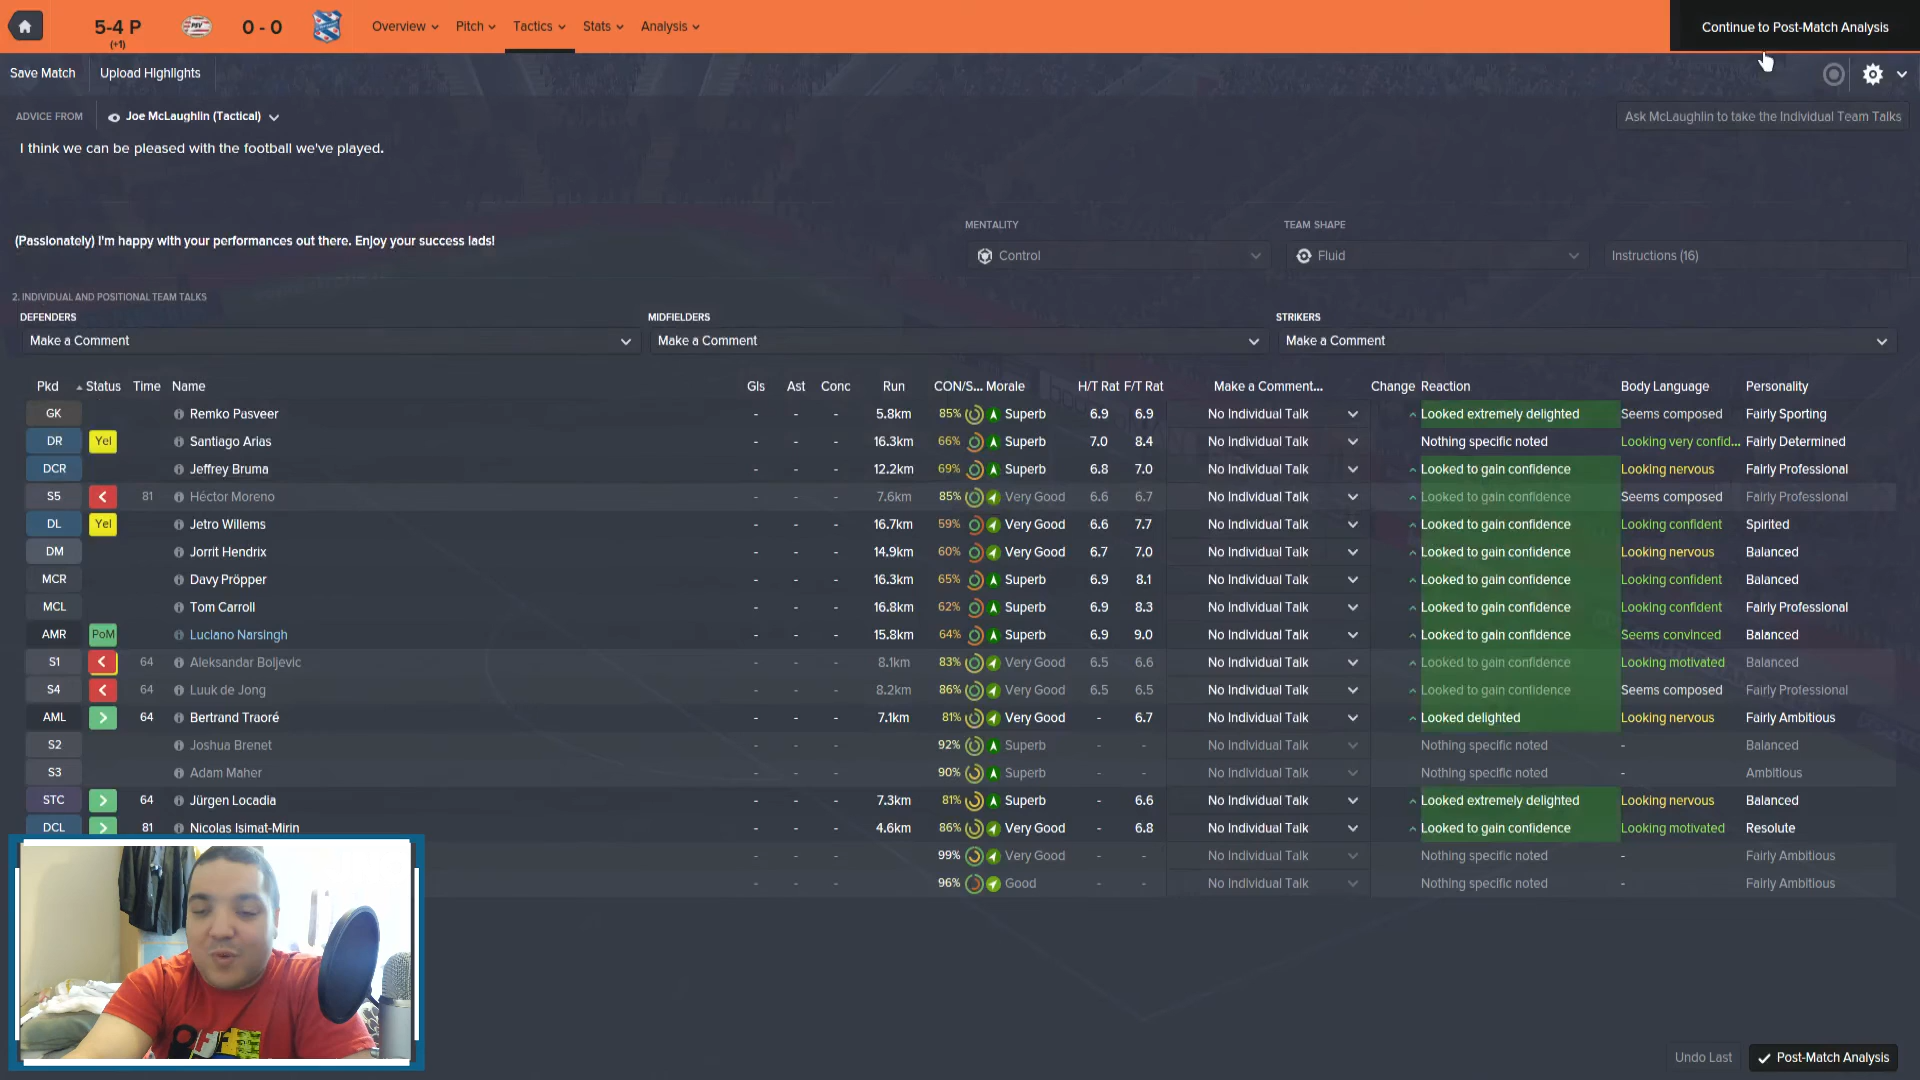 5-4 P
(+1)
PSV
0 - 0
Overview
Pitch
Tactics
Stats
Analysis
Continue to Post-Match Analysis
Save Match
Upload Highlights
ADVICE FROM
Joe McLaughlin (Tactical)
Ask McLaughlin to take the Individual Team Talks
I think we can be pleased with the football we've played.
MENTALITY
TEAM SHAPE
(Passionately) I'm happy with your performances out there. Enjoy your success lads!
Control
Fluid
Instructions (16)
2. INDIVIDUAL AND POSITIONAL TEAM TALKS
DEFENDERS
MIDFIELDERS
STRIKERS
Make a Comment
Make a Comment
Make a Comment
Pkd Status Time Name Gls Ast Conc Run CON/S... Morale H/T Rat F/T Rat Make a Comment... Change Reaction Body Language Personality
GK Remko Pasveer - - - 5.8km 85% Superb 6.9 6.9 No Individual Talk Looked extremely delighted Seems composed Fairly Sporting
DR Yel Santiago Arias - - - 16.3km 66% Superb 7.0 8.4 No Individual Talk Nothing specific noted Looking very confid... Fairly Determined
DCR Jeffrey Bruma - - - 12.2km 69% Superb 6.8 7.0 No Individual Talk Looked to gain confidence Looking nervous Fairly Professional
S5 81 Héctor Moreno - - - 7.6km 85% Very Good 6.6 6.7 No Individual Talk Looked to gain confidence Seems composed Fairly Professional
DL Yel Jetro Willems - - - 16.7km 59% Very Good 6.6 7.7 No Individual Talk Looked to gain confidence Looking confident Spirited
DM Jorrit Hendrix - - - 14.9km 60% Very Good 6.7 7.0 No Individual Talk Looked to gain confidence Looking nervous Balanced
MCR Davy Pröpper - - - 16.3km 65% Superb 6.9 8.1 No Individual Talk Looked to gain confidence Looking confident Balanced
MCL Tom Carroll - - - 16.8km 62% Superb 6.9 8.3 No Individual Talk Looked to gain confidence Looking confident Fairly Professional
AMR PoM Luciano Narsingh - - - 15.8km 64% Superb 6.9 9.0 No Individual Talk Looked to gain confidence Seems convinced Balanced
S1 64 Aleksandar Boljevic - - - 8.1km 83% Very Good 6.5 6.6 No Individual Talk Looked to gain confidence Looking motivated Balanced
S4 64 Luuk de Jong - - - 8.2km 86% Very Good 6.5 6.5 No Individual Talk Looked to gain confidence Seems composed Fairly Professional
AML 64 Bertrand Traoré - - - 7.1km 81% Very Good - 6.7 No Individual Talk Looked delighted Looking nervous Fairly Ambitious
S2 Joshua Brenet - - - 92% Superb - - No Individual Talk Nothing specific noted - Balanced
S3 Adam Maher - - - 90% Superb - - No Individual Talk Nothing specific noted - Ambitious
STC 64 Jürgen Locadia - - - 7.3km 81% Superb - 6.6 No Individual Talk Looked extremely delighted Looking nervous Balanced
DCL 81 Nicolas Isimat-Mirin - - - 4.6km 86% Very Good - 6.8 No Individual Talk Looked to gain confidence Looking motivated Resolute
- - - 99% Very Good - - No Individual Talk Nothing specific noted - Fairly Ambitious
- - - 96% Good - - No Individual Talk Nothing specific noted - Fairly Ambitious
Undo Last
Post-Match Analysis